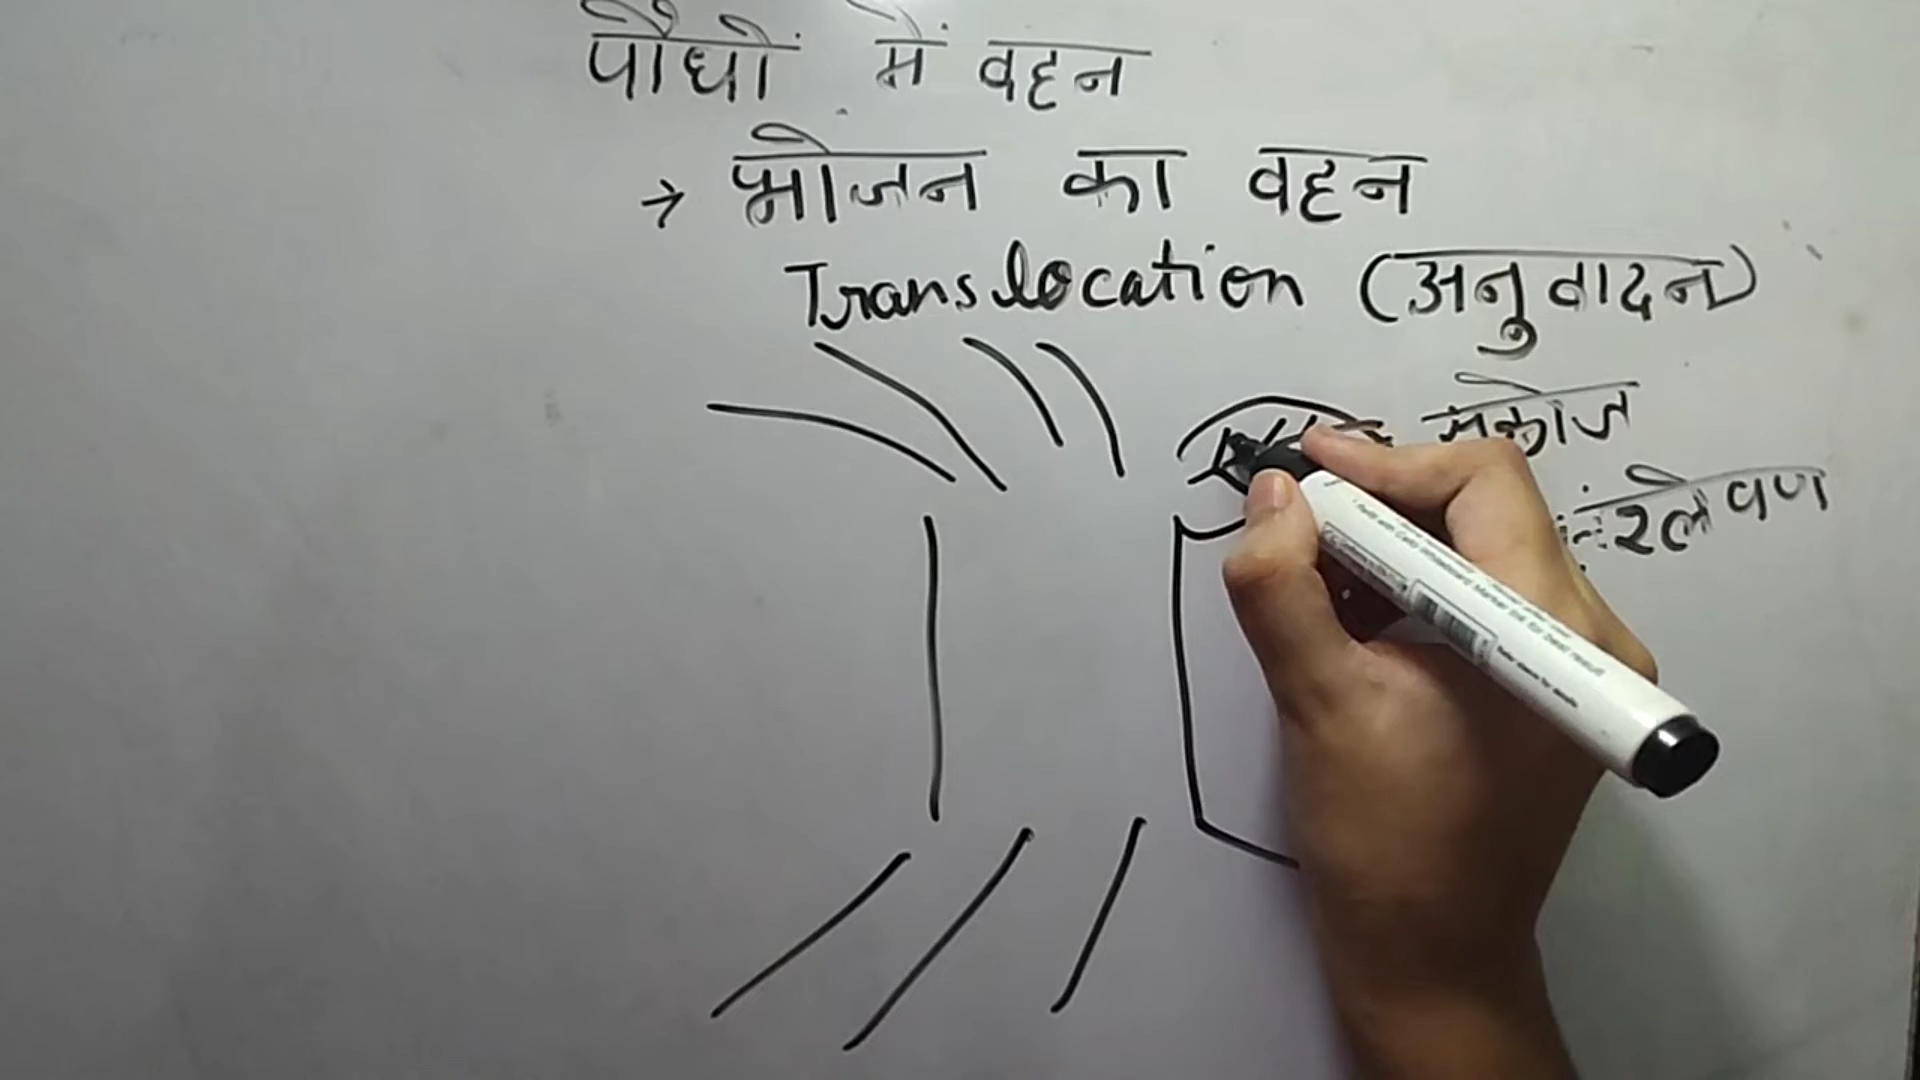 पौधों में वहन
→ भोजन का वहन
Translocation (अनुवादन)